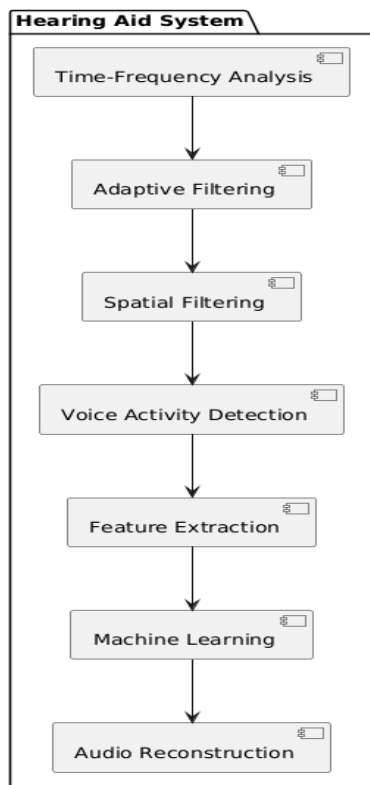 Hearing Aid System
Time-Frequency Analysis
Adaptive Filtering
Spatial Filtering
Voice Activity Detection
Feature Extraction
Machine Learning
Audio Reconstruction